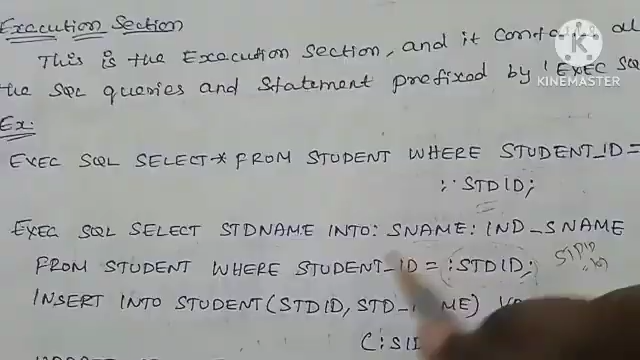 Execution Section
This is the Execution Section, and it contains al
the SQL queries and Statement prefixed by 'EXEC SQ
KINEMASTER
Ex:
EXEC SQL SELECT * FROM STUDENT WHERE STUDENT_ID =
: STDID;
EXEC SQL SELECT STDNAME INTO: SNAME: IND_SNAME
FROM STUDENT WHERE STUDENT_ID = :STDID;
INSERT INTO STUDENT(STDID, STD_ ME)